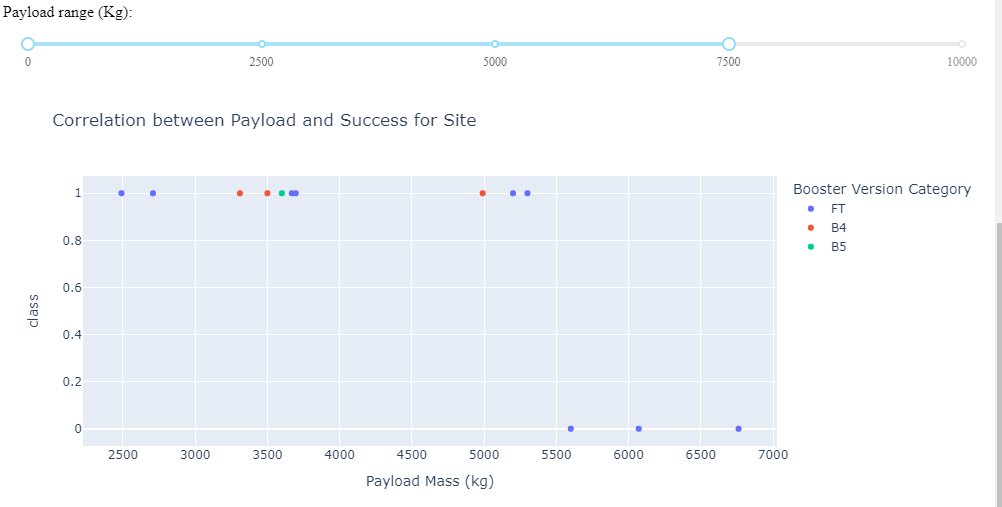 Payload range (Kg):
0 2500 5000 7500 10000
Correlation between Payload and Success for Site
Booster Version Category
FT
B4
B5
class
1
0.8
0.6
0.4
0.2
0
2500 3000 3500 4000 4500 5000 5500 6000 6500 7000
Payload Mass (kg)